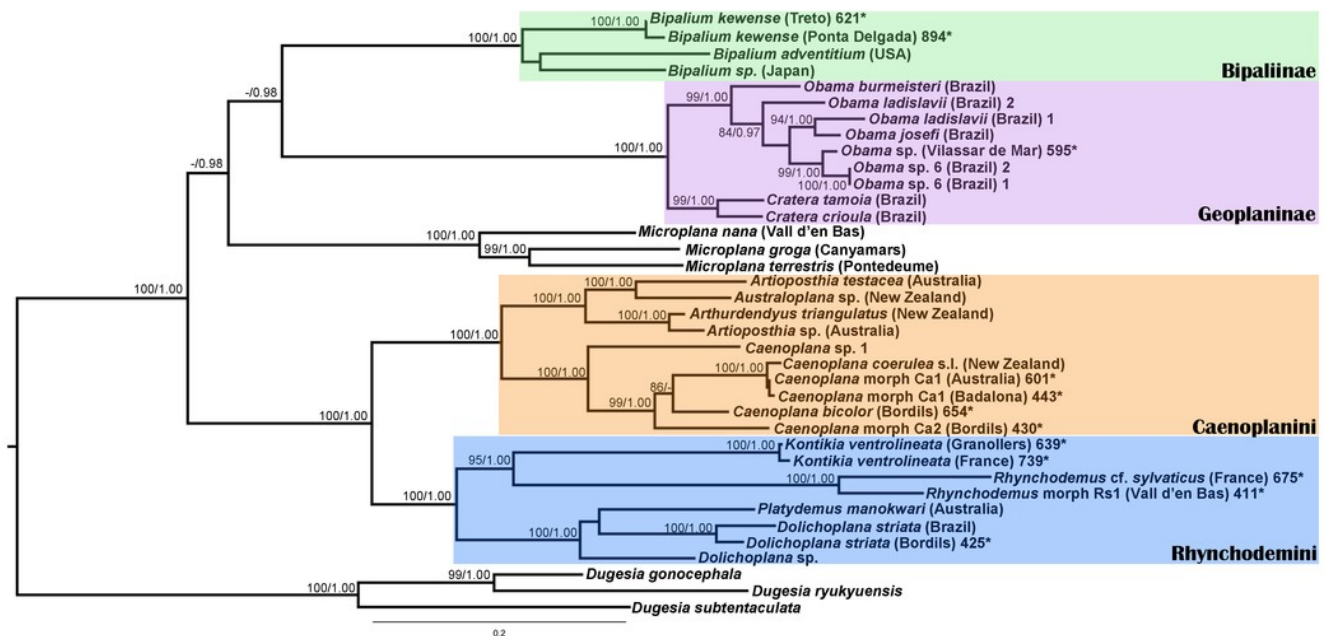 100/1.00
Bipalium kewense (Treto) 621*
100/1.00
Bipalium kewense (Ponta Delgada) 894*
Bipalium adventitium (USA)
Bipalium sp. (Japan)
Bipaliinae
-/0.98
99/1.00
Obama burmeisteri (Brazil)
Obama ladislavii (Brazil) 2
94/1.00
Obama ladislavii (Brazil) 1
84/0.97
Obama josefi (Brazil)
100/1.00
Obama sp. (Vilassar de Mar) 595*
-/0.98
99/1.00
Obama sp. 6 (Brazil) 2
100/1.00
Obama sp. 6 (Brazil) 1
99/1.00
Cratera tamoia (Brazil)
Cratera crioula (Brazil)
Geoplaninae
100/1.00
Microplana nana (Vall d'en Bas)
99/1.00
Microplana groga (Canyamars)
Microplana terrestris (Pontedeume)
100/1.00
100/1.00
Artioposthia testacea (Australia)
100/1.00
Australoplana sp. (New Zealand)
100/1.00
Arthurdendyus triangulatus (New Zealand)
Artioposthia sp. (Australia)
100/1.00
Caenoplana sp. 1
100/1.00
100/1.00
Caenoplana coerulea s.l. (New Zealand)
Caenoplana morph Ca1 (Australia) 601*
86/-
Caenoplana morph Ca1 (Badalona) 443*
99/1.00
Caenoplana bicolor (Bordils) 654*
100/1.00
Caenoplana morph Ca2 (Bordils) 430*
Caenoplanini
100/1.00
Kontikia ventrolineata (Granollers) 639*
95/1.00
Kontikia ventrolineata (France) 739*
100/1.00
Rhynchodemus cf. sylvaticus (France) 675*
100/1.00
Rhynchodemus morph Rs1 (Vall d'en Bas) 411*
Platydemus manokwari (Australia)
100/1.00
100/1.00
Dolichoplana striata (Brazil)
Dolichoplana striata (Bordils) 425*
Dolichoplana sp.
Rhynchodemini
99/1.00
Dugesia gonocephala
100/1.00
Dugesia ryukyuensis
Dugesia subtentaculata
0.2